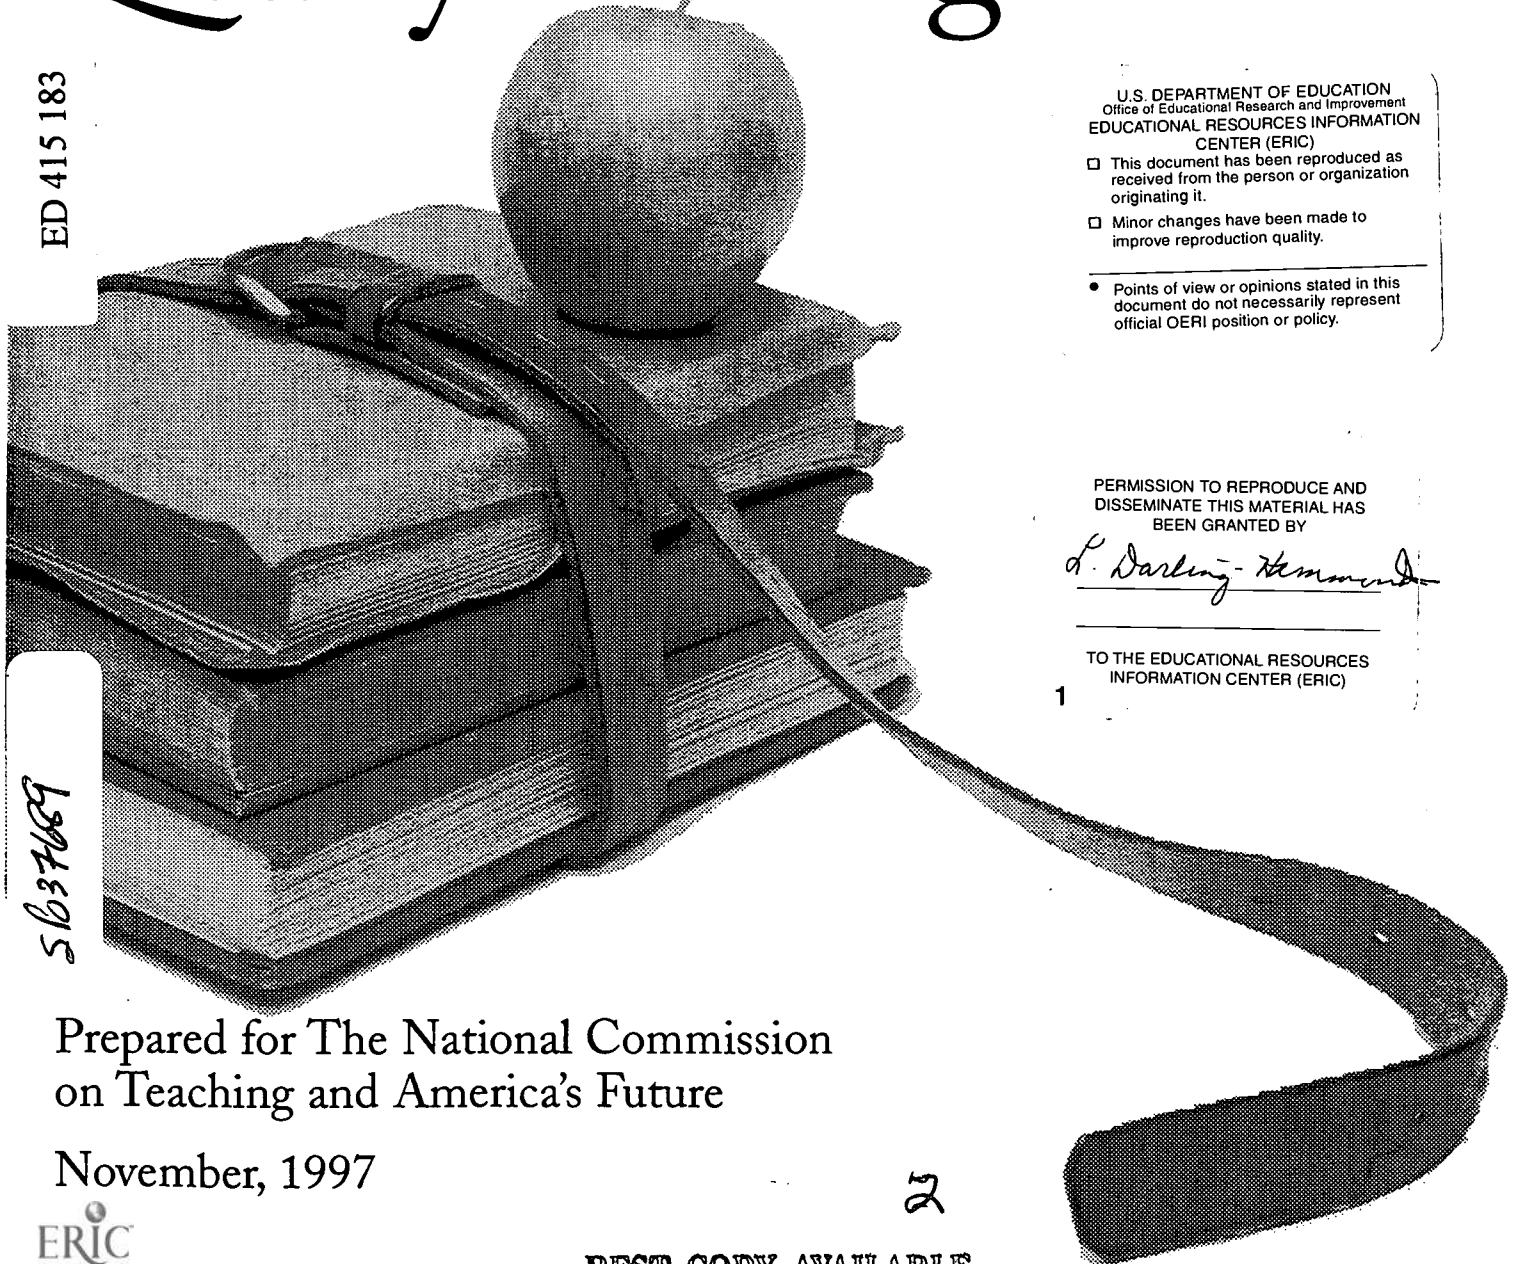 ED 415 183
U.S. DEPARTMENT OF EDUCATION
Office of Educational Research and Improvement
EDUCATIONAL RESOURCES INFORMATION
CENTER (ERIC)
☐ This document has been reproduced as
received from the person or organization
originating it.
☐ Minor changes have been made to
improve reproduction quality.
• Points of view or opinions stated in this
document do not necessarily represent
official OERI position or policy.
PERMISSION TO REPRODUCE AND
DISSEMINATE THIS MATERIAL HAS
BEEN GRANTED BY
L. Darling-Hammond
TO THE EDUCATIONAL RESOURCES
INFORMATION CENTER (ERIC)
1
Prepared for The National Commission
on Teaching and America's Future
November, 1997
2
ERIC
BEST COPY AVAILABLE